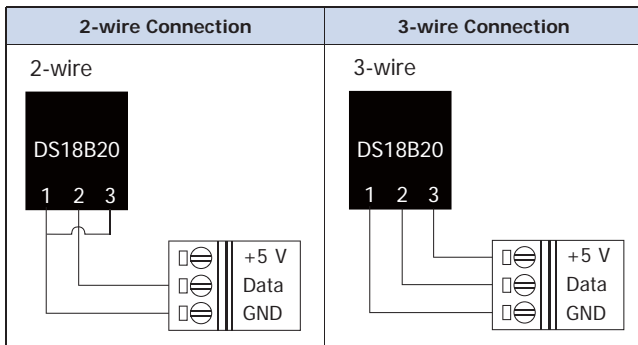 2-wire Connection
3-wire Connection
2-wire
DS18B20
1 2 3
+5 V
Data
GND
3-wire
DS18B20
1 2 3
+5 V
Data
GND